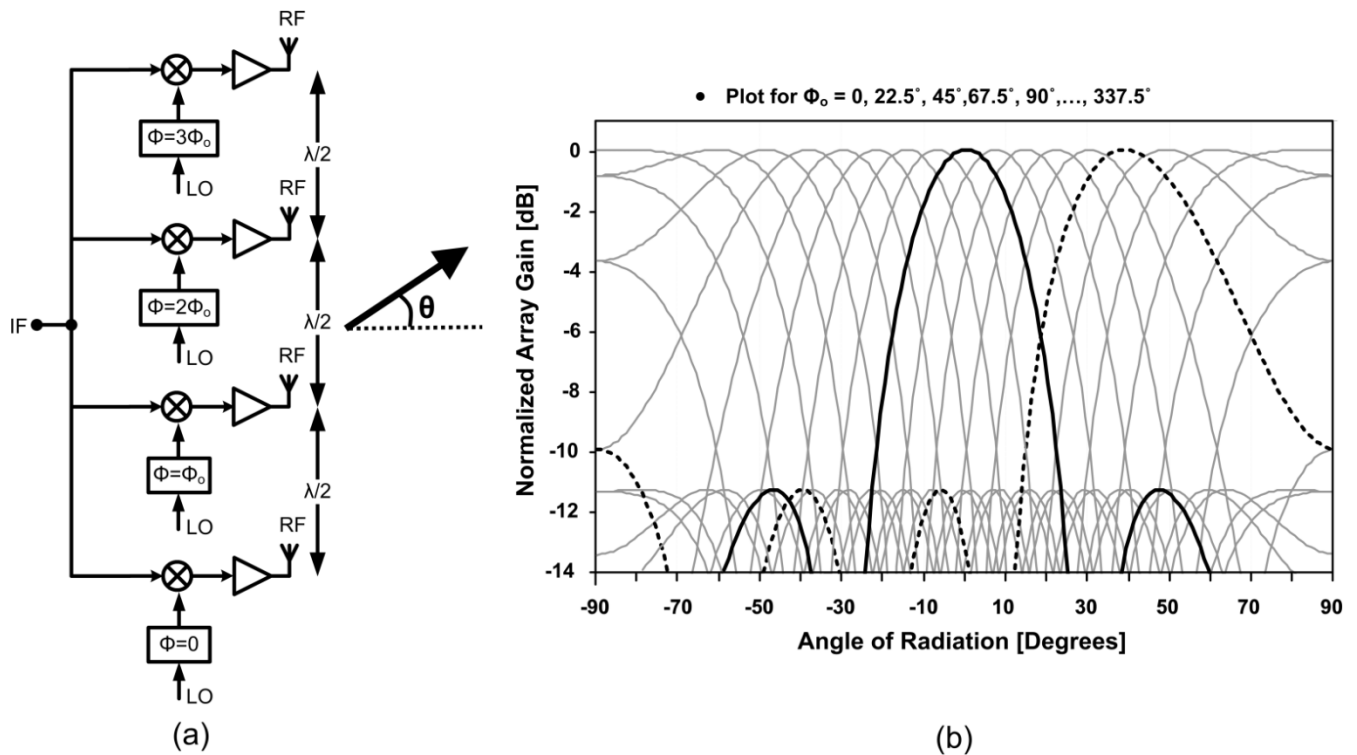 RF
Φ=3Φₒ
LO
λ/2
RF
Φ=2Φₒ
LO
λ/2
θ
IF
RF
Φ=Φₒ
LO
λ/2
RF
Φ=0
LO
(a)
• Plot for Φₒ = 0, 22.5°, 45°,67.5°, 90°,…, 337.5°
Normalized Array Gain [dB]
0
-2
-4
-6
-8
-10
-12
-14
-90 -70 -50 -30 -10 10 30 50 70 90
Angle of Radiation [Degrees]
(b)